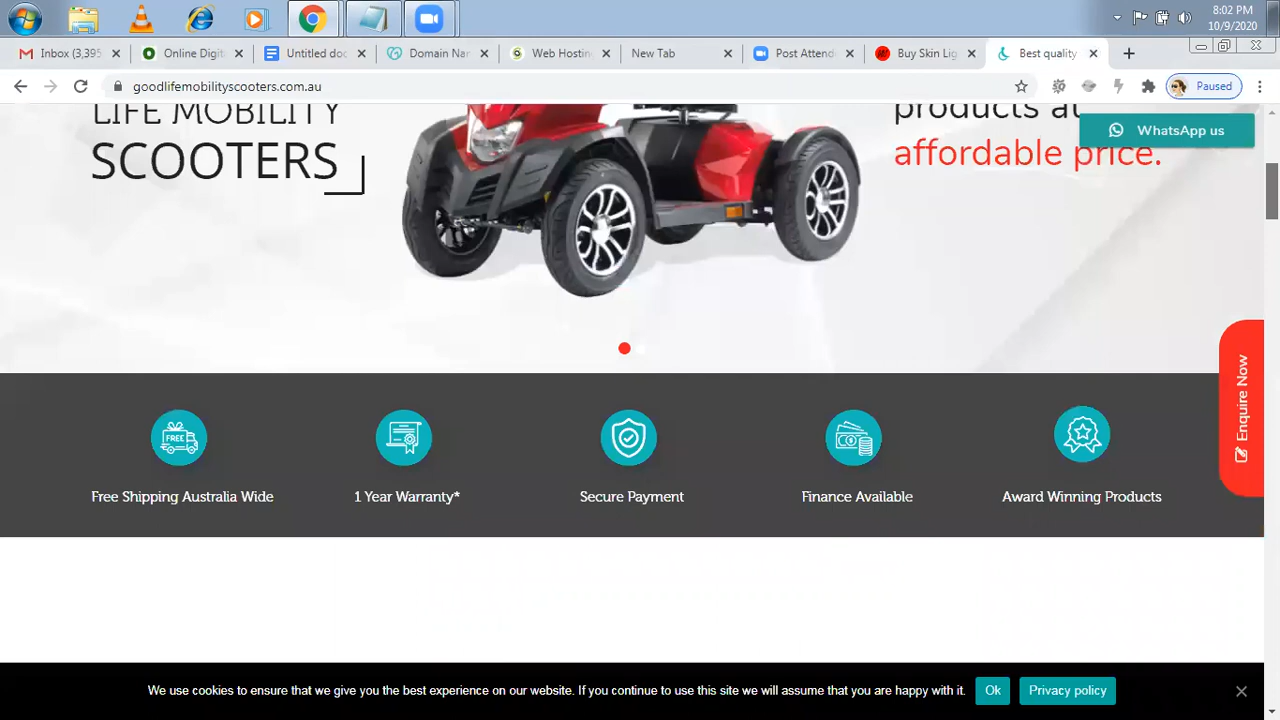 8:02 PM
10/9/2020
Inbox (3,395
Online Digit
Untitled doc
Domain Nar
Web Hosting
New Tab
Post Attend
Buy Skin Lig
Best quality
goodlifemobilityscooters.com.au
Paused
LIFE MOBILITY
SCOOTERS
products at
affordable price.
WhatsApp us
Enquire Now
FREE
Free Shipping Australia Wide
1 Year Warranty*
Secure Payment
Finance Available
Award Winning Products
We use cookies to ensure that we give you the best experience on our website. If you continue to use this site we will assume that you are happy with it.
Ok
Privacy policy